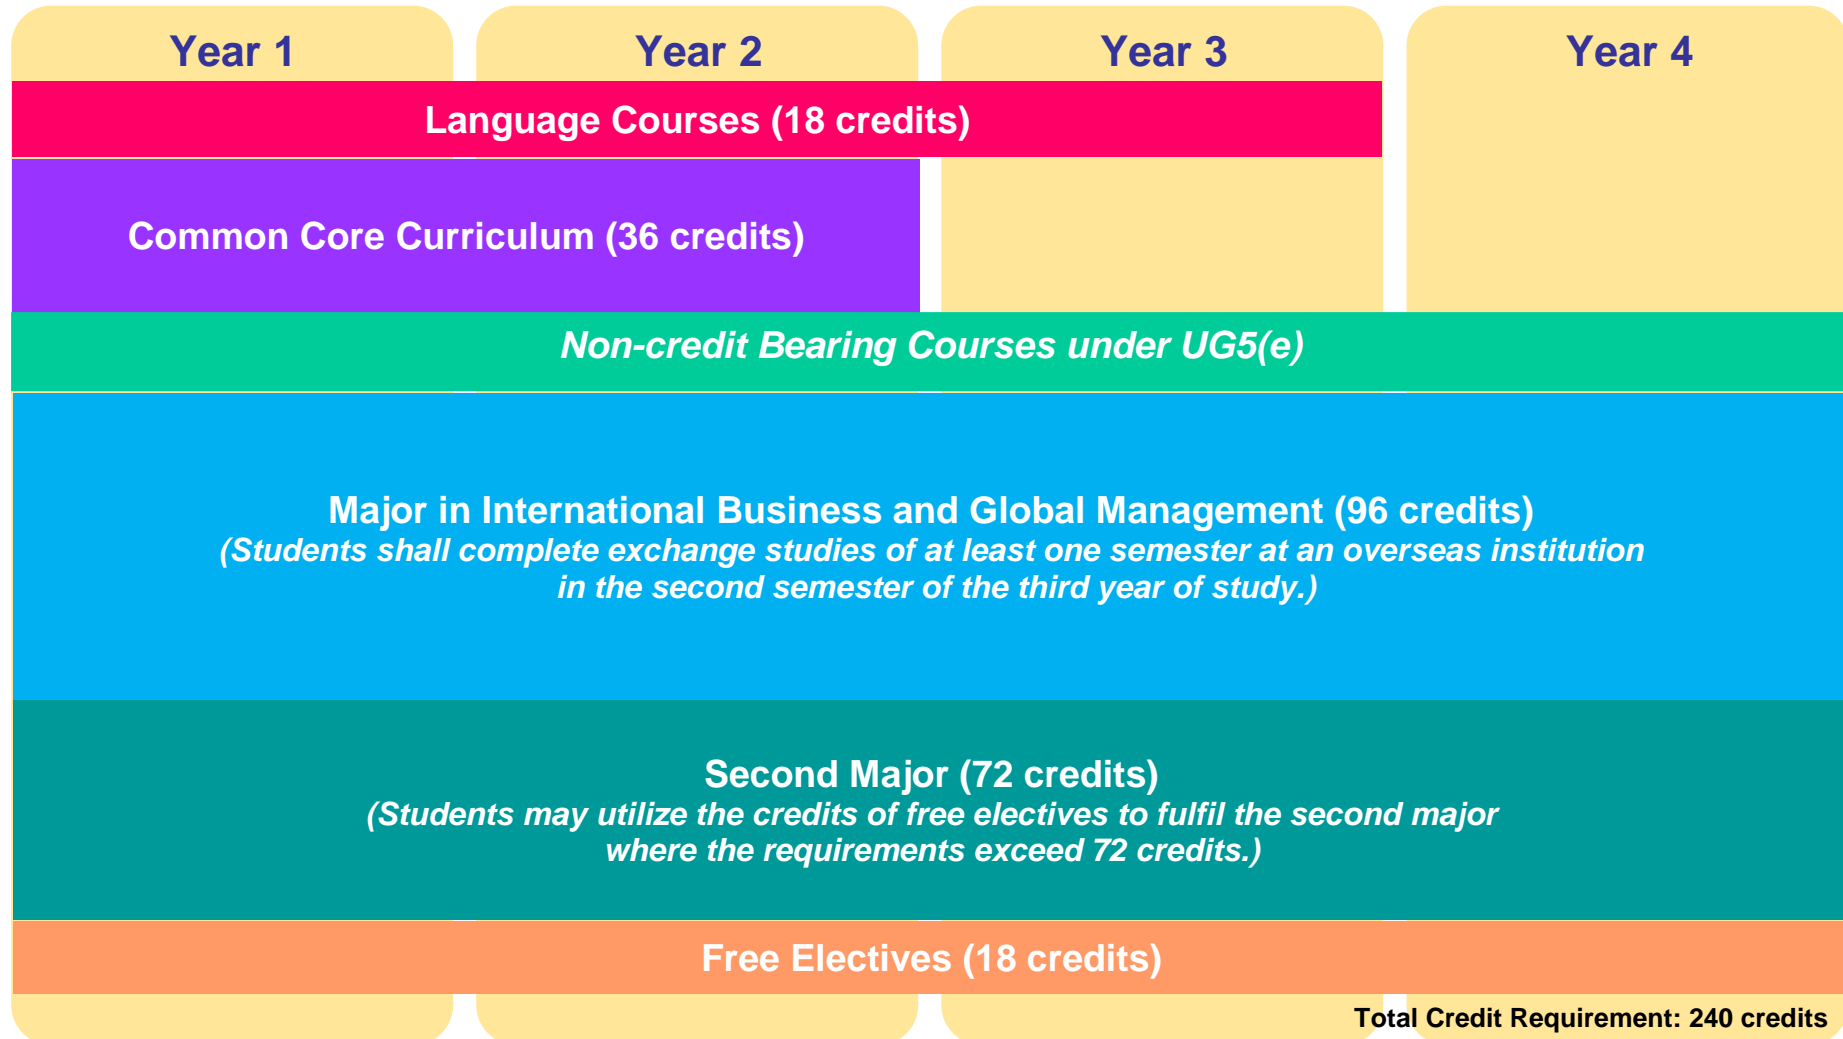 Year 1
Year 2
Year 3
Year 4
Language Courses (18 credits)
Common Core Curriculum (36 credits)
Non-credit Bearing Courses under UG5(e)
Major in International Business and Global Management (96 credits)
(Students shall complete exchange studies of at least one semester at an overseas institution
in the second semester of the third year of study.)
Second Major (72 credits)
(Students may utilize the credits of free electives to fulfil the second major
where the requirements exceed 72 credits.)
Free Electives (18 credits)
Total Credit Requirement: 240 credits